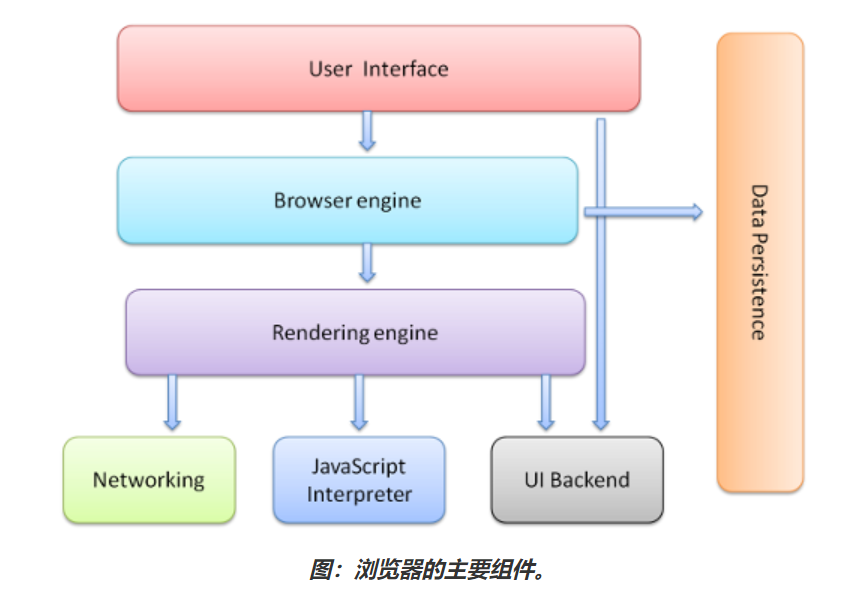 User Interface
Browser engine
Data Persistence
Rendering engine
Networking
JavaScript
Interpreter
UI Backend
图：浏览器的主要组件。